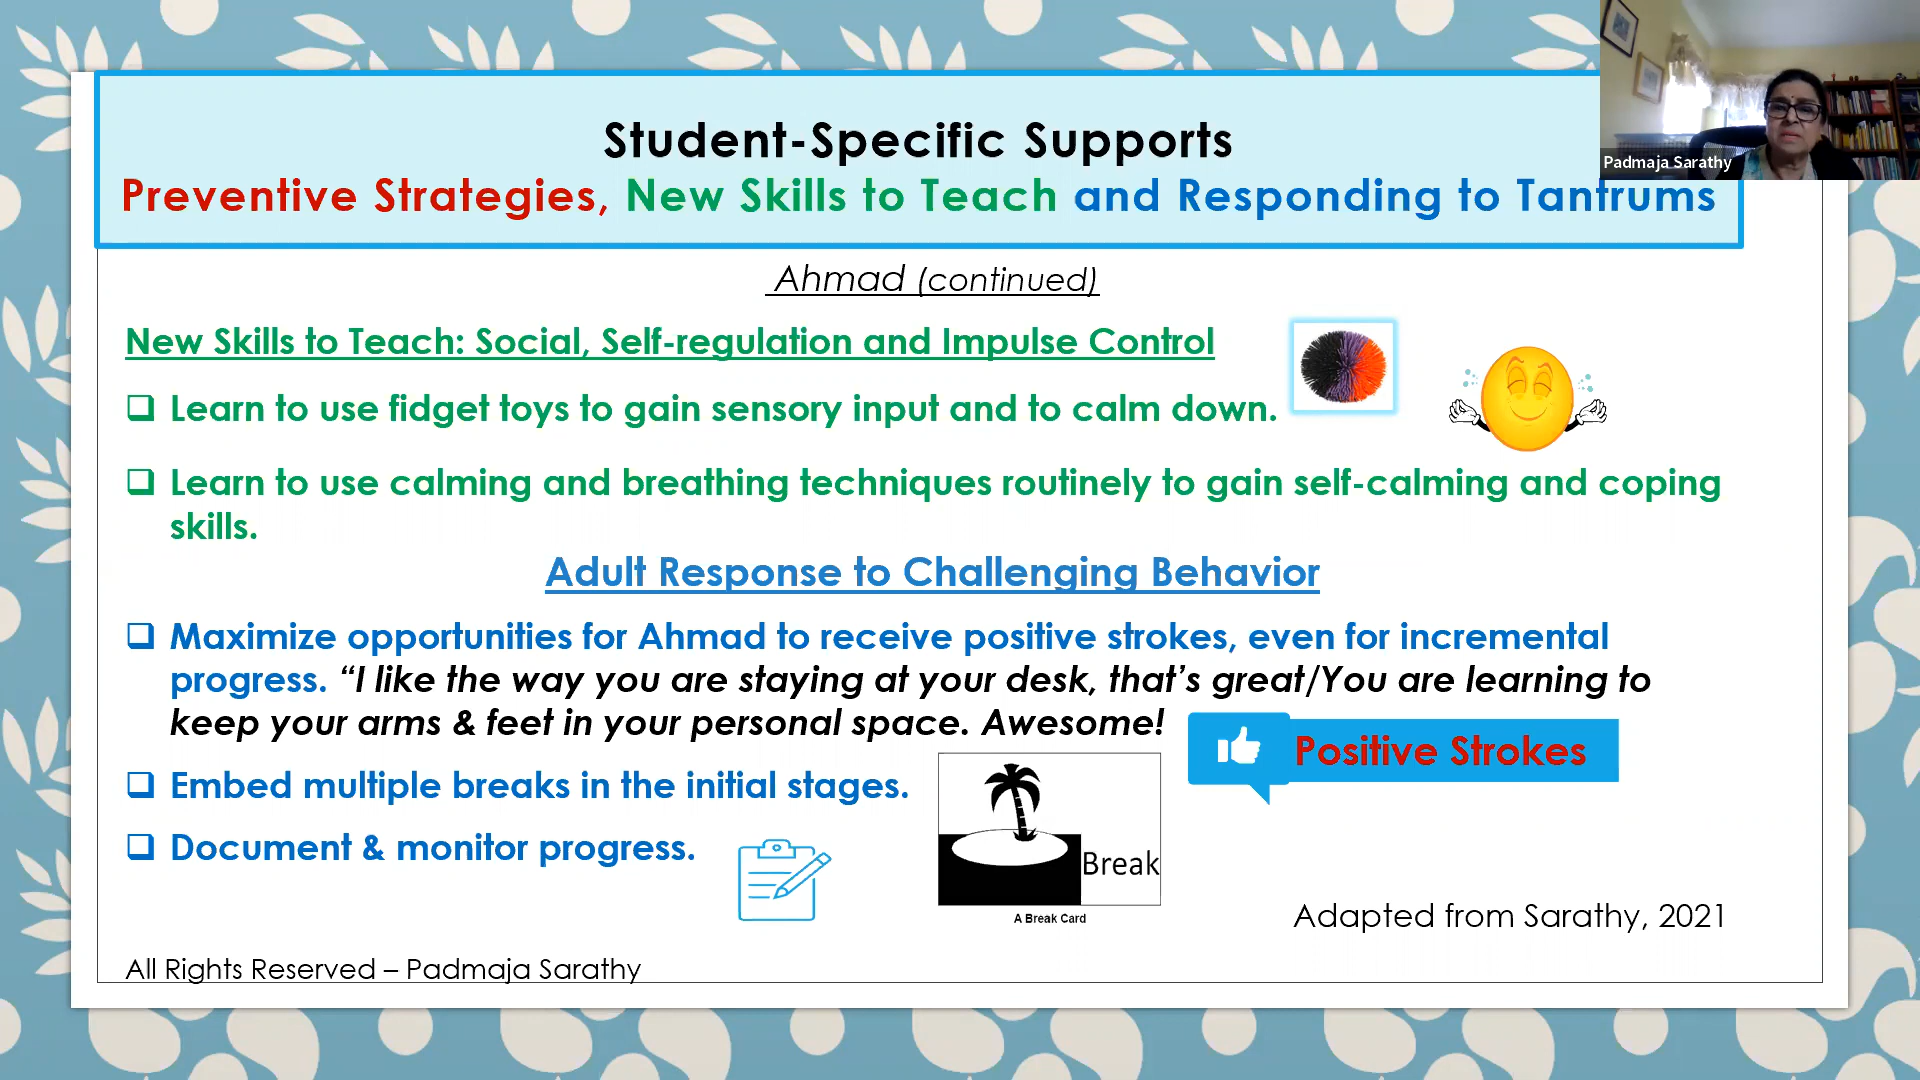 Student-Specific Supports
Preventive Strategies, New Skills to Teach and Responding to Tantrums
Padmaja Sarathy
Ahmad (continued)
New Skills to Teach: Social, Self-regulation and Impulse Control
Learn to use fidget toys to gain sensory input and to calm down.
Learn to use calming and breathing techniques routinely to gain self-calming and coping
skills.
Adult Response to Challenging Behavior
Maximize opportunities for Ahmad to receive positive strokes, even for incremental
progress. “I like the way you are staying at your desk, that’s great/You are learning to
keep your arms & feet in your personal space. Awesome!
Positive Strokes
Embed multiple breaks in the initial stages.
Document & monitor progress.
Break
A Break Card
Adapted from Sarathy, 2021
All Rights Reserved – Padmaja Sarathy